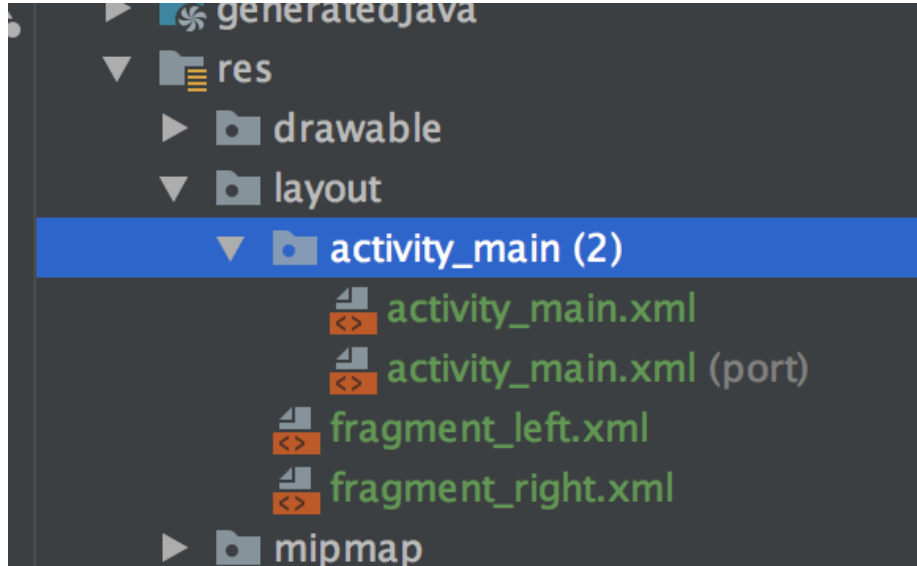 generatedJava
res
drawable
layout
activity_main (2)
activity_main.xml
activity_main.xml (port)
fragment_left.xml
fragment_right.xml
mipmap